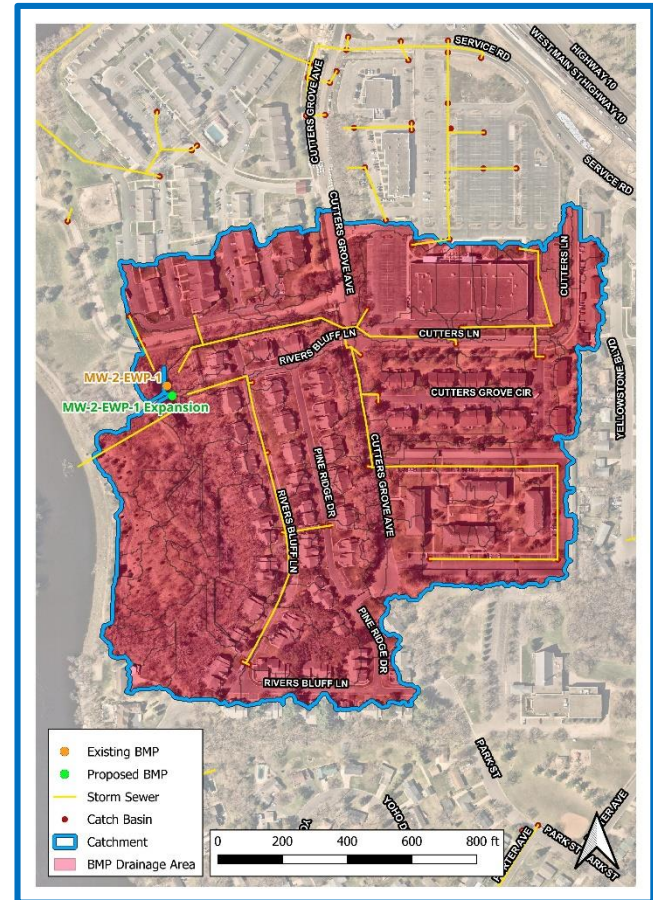 SERVICE RD
HIGHWAY 10
WEST MAIN ST/HIGHWAY 10
CUTTERS GROVE AVE
SERVICE RD
CUTTERS GROVE AVE
CUTTERS LN
RIVERS BLUFF LN
CUTTERS LN
YELLOWSTONE BLVD
MW-2-EWP-1
MW-2-EWP-1 Expansion
CUTTERS GROVE CIR
PINE RIDGE DR
CUTTERS GROVE AVE
RIVERS BLUFF LN
PINE RIDGE DR
RIVERS BLUFF LN
PARK ST
Existing BMP
Proposed BMP
Storm Sewer
Catch Basin
Catchment
BMP Drainage Area
0 200 400 600 800 ft
PORTER AVE
PARK ST
PARK ST